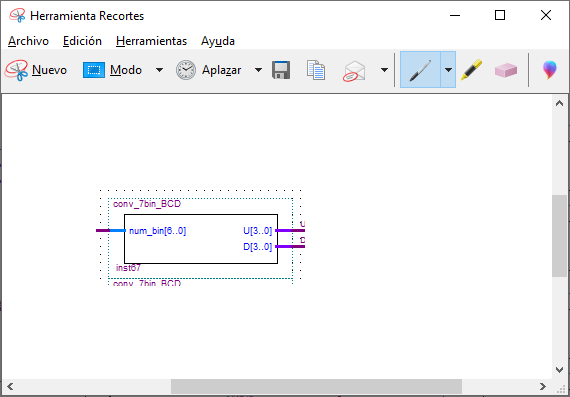 Herramienta Recortes
Archivo Edición Herramientas Ayuda
Nuevo Modo Aplazar
conv_7bin_BCD
num_bin[6..0] U[3..0]
D[3..0]
inst67
conv_7bin_BCD